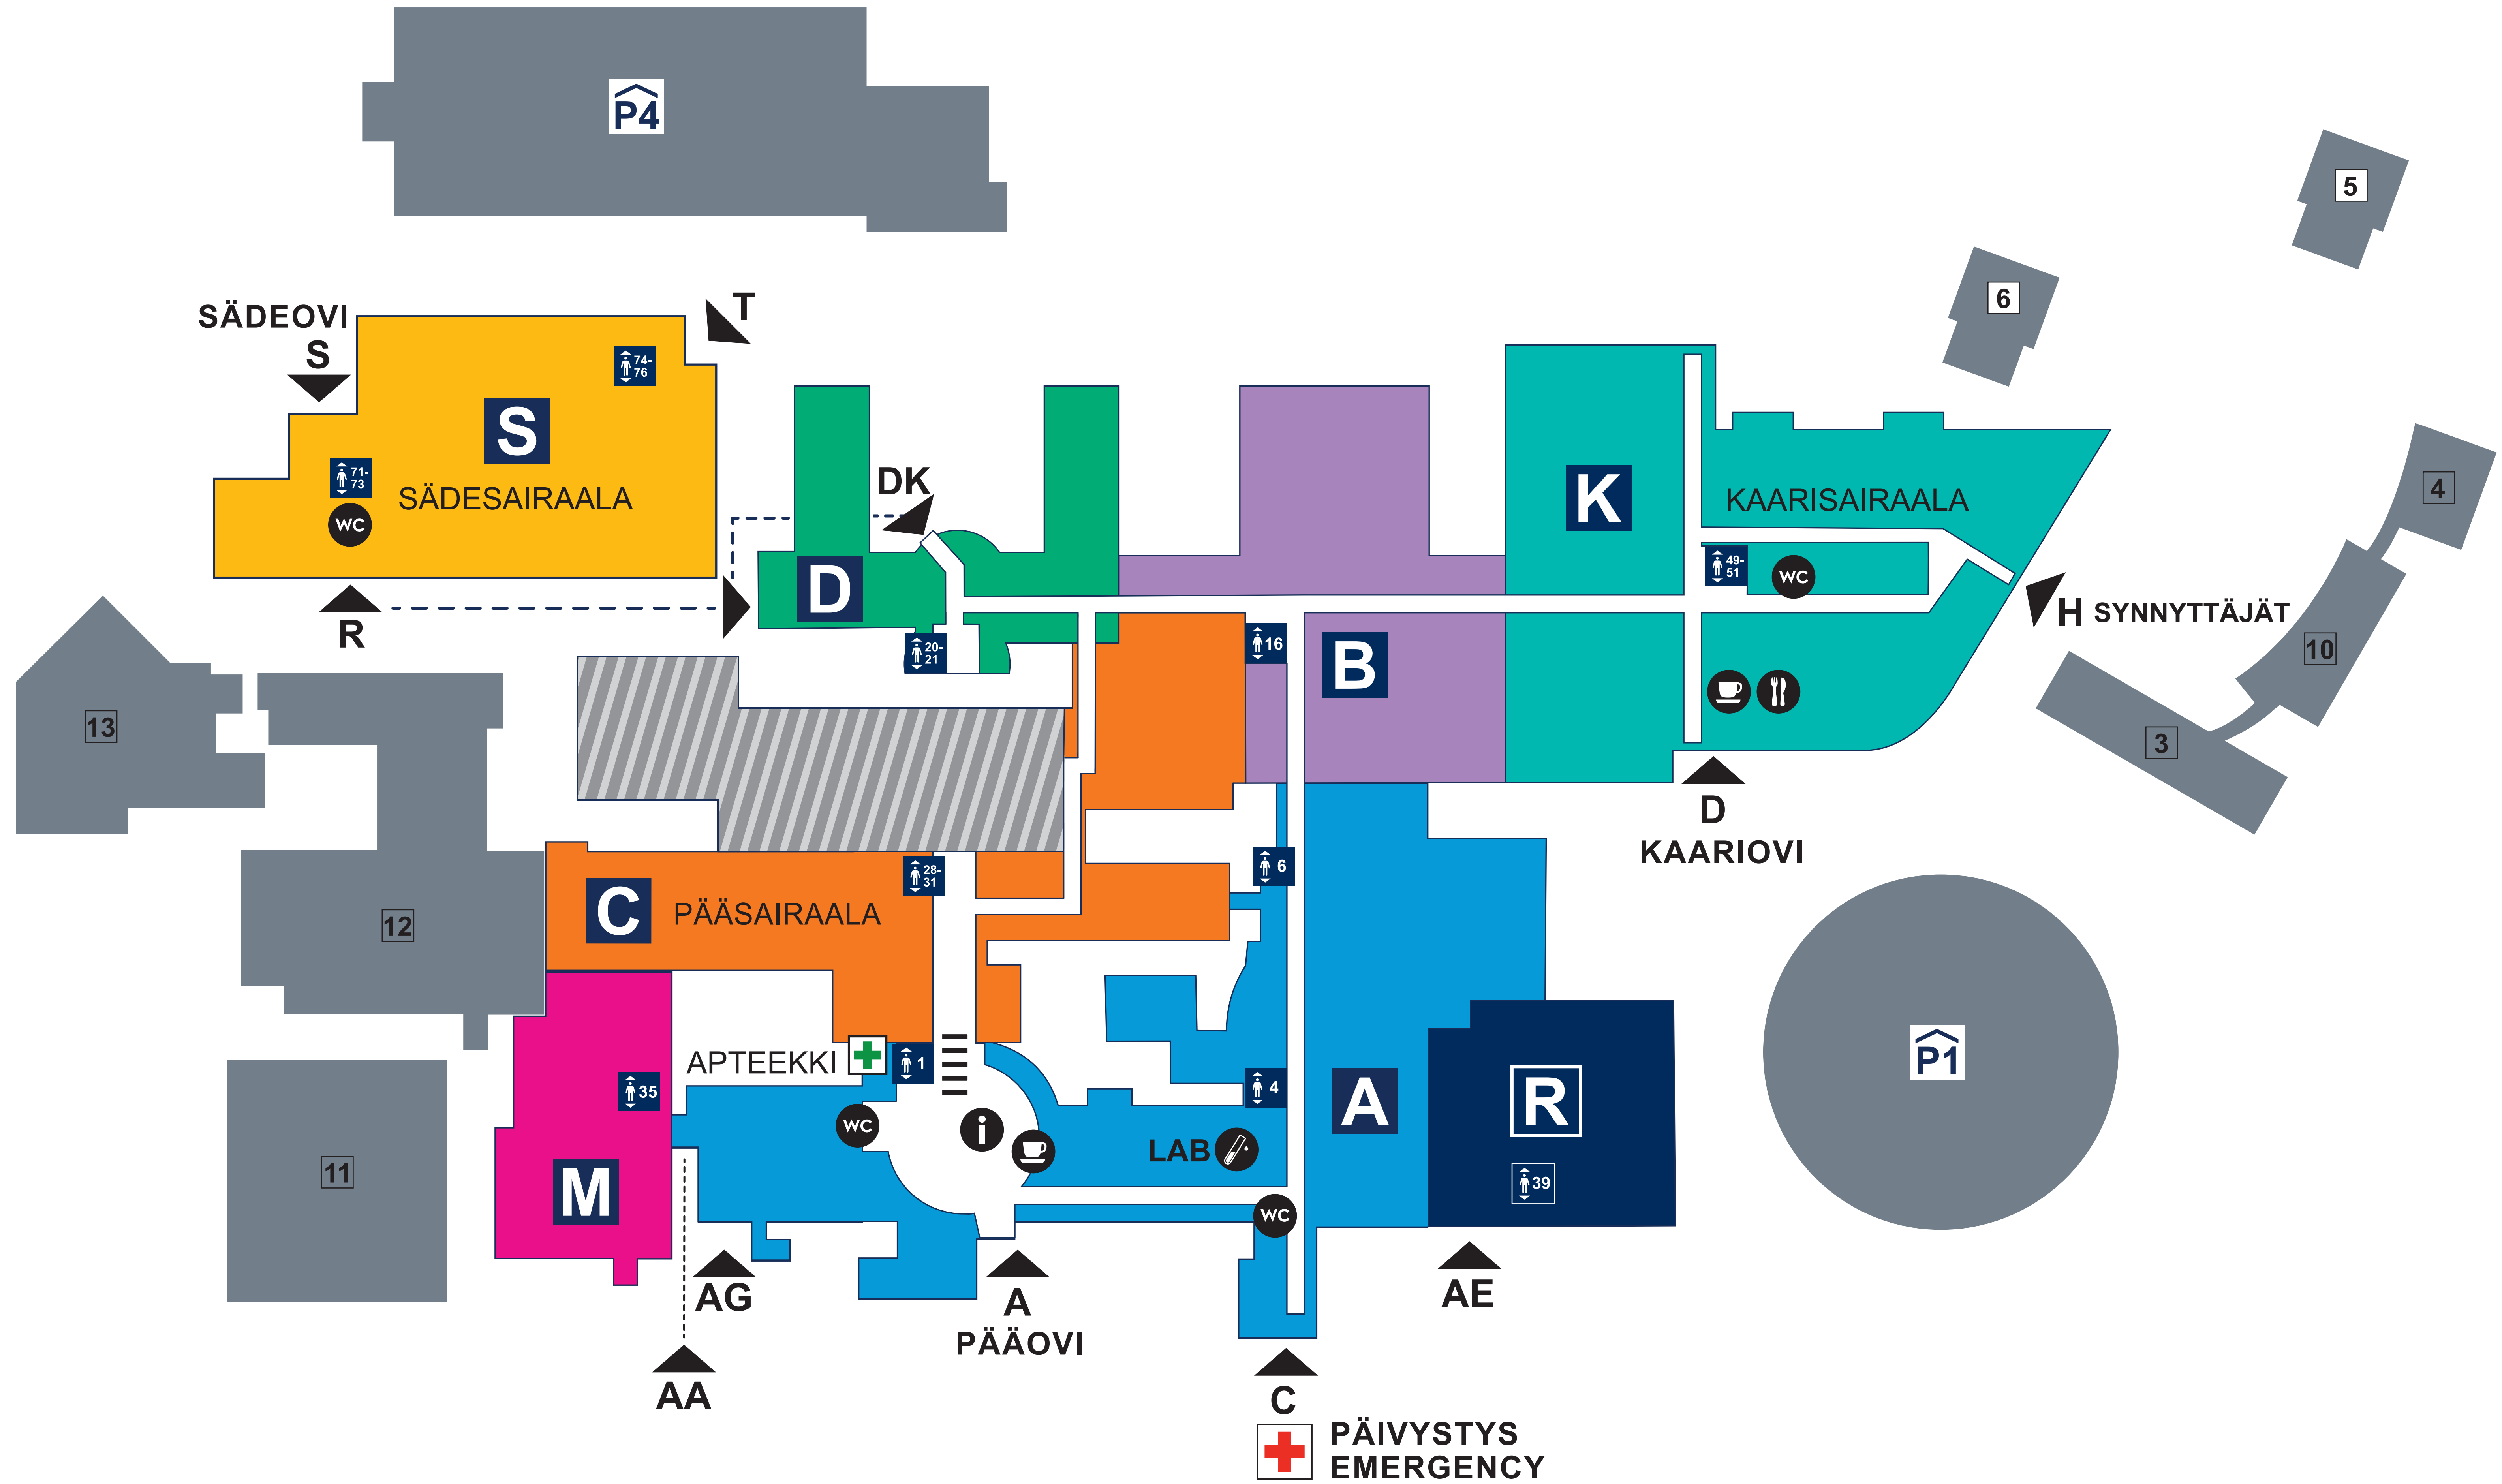 P4
5
6
T
SÄDEOVI
S
74-
76
S
71-
73
SÄDESAIRAALA
WC
R
DK
D
20-
21
K
KAARISAIRAALA
49-
51
WC
4
H SYNNYTTÄJÄT
10
3
16
B
D
KAARIOVI
13
12
11
28-
31
C
PÄÄSAIRAALA
6
APTEEKKI
1
35
M
WC
i
LAB
4
A
R
39
P1
WC
AG
A
PÄÄOVI
AE
AA
C
PÄIVYSTYS
EMERGENCY